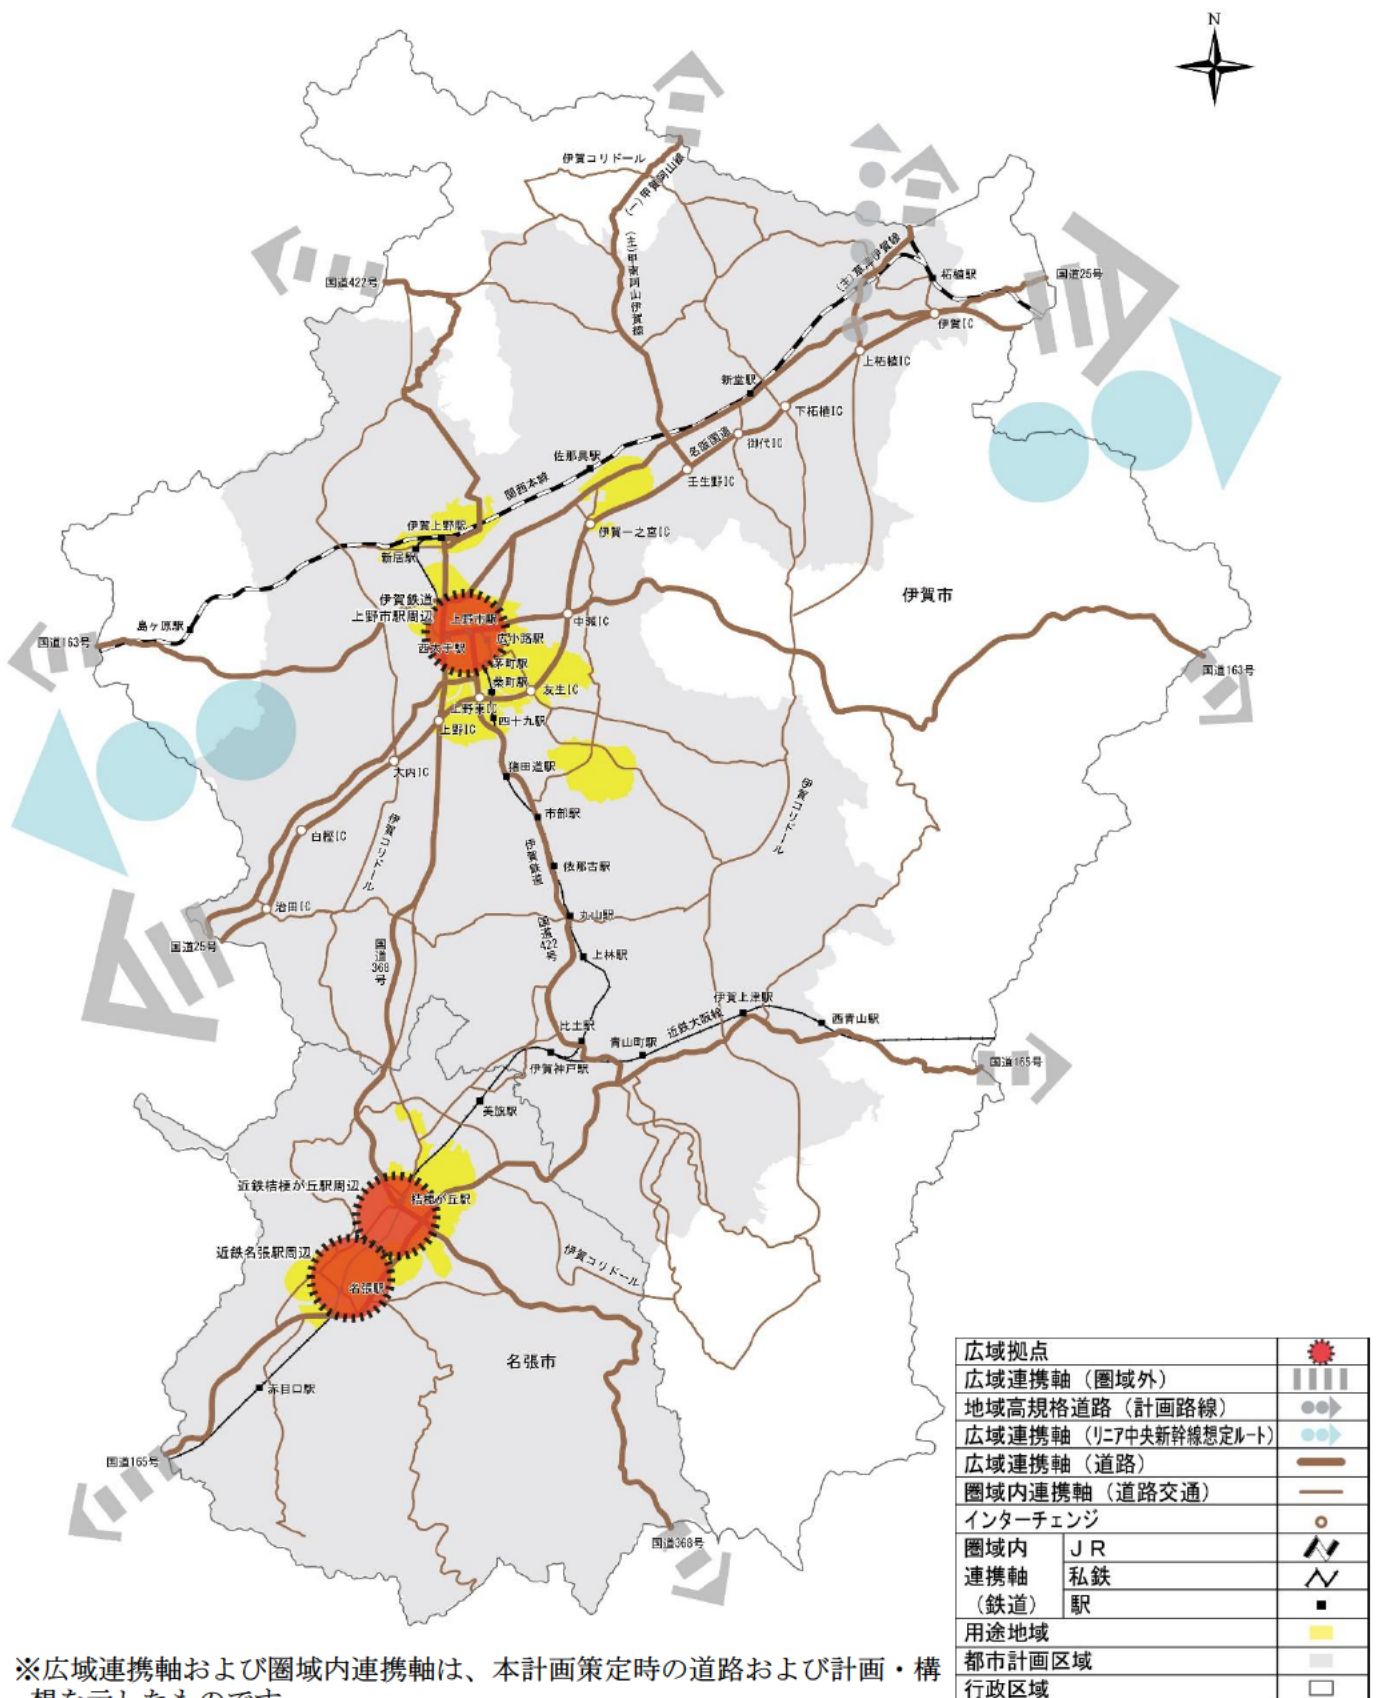 N
伊賀コリドール
(一)甲賀阿山線
(主)甲南阿山伊賀線
(主)草津伊賀線
国道422号
柘植駅
国道25号
伊賀IC
上柘植IC
新堂駅
下柘植IC
名阪国道
御代IC
佐那具駅
壬生野IC
関西本線
伊賀上野駅
伊賀一之宮IC
新居駅
伊賀市
伊賀鉄道
上野市駅周辺
上野市駅
中瀬IC
島ヶ原駅
広小路駅
国道163号
西大手駅
茅町駅
国道163号
桑町駅
友生IC
上野東IC
四十九駅
上野IC
大内IC
猪田道駅
伊賀コリドール
市部駅
白樫IC
伊賀コリドール
伊賀鉄道
依那古駅
治田IC
丸山駅
国道25号
国道368号
国道422号
上林駅
伊賀上津駅
西青山駅
比土駅
近鉄大阪線
青山町駅
伊賀神戸駅
国道165号
美旗駅
近鉄桔梗が丘駅周辺
桔梗が丘駅
近鉄名張駅周辺
伊賀コリドール
名張駅
名張市
赤目口駅
国道165号
国道368号
広域拠点
広域連携軸（圏域外）
地域高規格道路（計画路線）
広域連携軸（リニア中央新幹線想定ルート）
広域連携軸（道路）
圏域内連携軸（道路交通）
インターチェンジ
圏域内 ＪＲ
連携軸 私鉄
（鉄道） 駅
用途地域
都市計画区域
行政区域
※広域連携軸および圏域内連携軸は、本計画策定時の道路および計画・構
想を示したものです